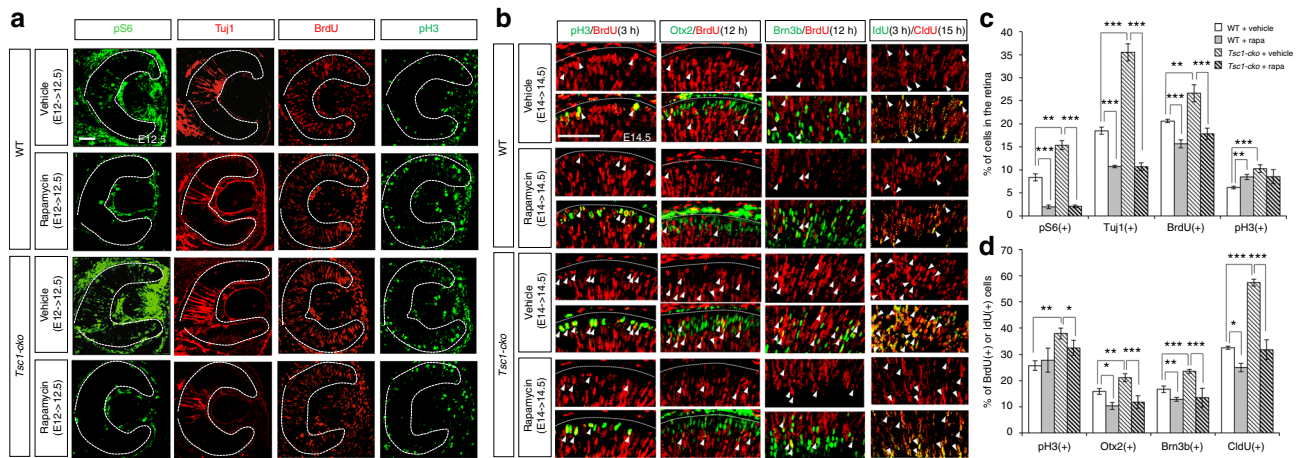 a
pS6
Tuj1
BrdU
pH3
WT
Vehicle
(E12->12.5)
E12.5
Rapamycin
(E12->12.5)
Tsc1-cko
Vehicle
(E12->12.5)
Rapamycin
(E12->12.5)
b
pH3/BrdU(3 h)
Otx2/BrdU(12 h)
Brn3b/BrdU(12 h)
IdU(3 h)/CldU(15 h)
WT
Vehicle
(E14->14.5)
E14.5
Rapamycin
(E14->14.5)
Tsc1-cko
Vehicle
(E14->14.5)
Rapamycin
(E14->14.5)
c
WT + vehicle
WT + rapa
Tsc1-cko + vehicle
Tsc1-cko + rapa
% of cells in the retina
40
35
30
25
20
15
10
5
0
*** ** ***
*** *** ***
*** ** ***
** ***
pS6(+) Tuj1(+) BrdU(+) pH3(+)
d
% of BrdU(+) or IdU(+) cells
70
60
50
40
30
20
10
0
** *
* ** ***
** *** ***
* *** ***
pH3(+) Otx2(+) Brn3b(+) CldU(+)